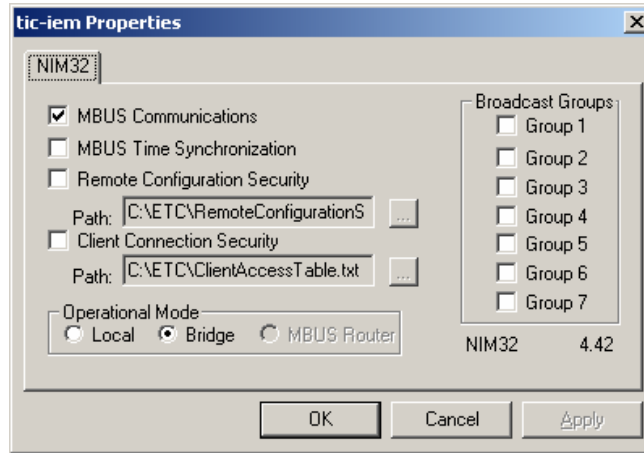 tic-iem Properties
NIM32
MBUS Communications
MBUS Time Synchronization
Remote Configuration Security
Path: C:\ETC\RemoteConfigurationS ...
Client Connection Security
Path: C:\ETC\ClientAccessTable.txt ...
Operational Mode
Local Bridge MBUS Router
Broadcast Groups
Group 1
Group 2
Group 3
Group 4
Group 5
Group 6
Group 7
NIM32 4.42
OK Cancel Apply